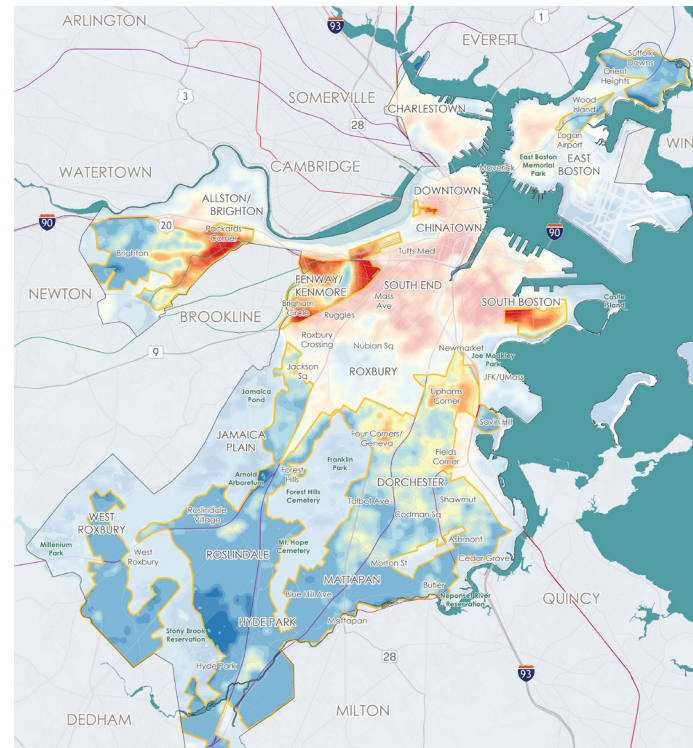 ARLINGTON
93
1
EVERETT
Suffolk
Downs
Orient
Heights
3
SOMERVILLE
Wood
Island
CHARLESTOWN
28
Logan
Airport
WIN
WATERTOWN
CAMBRIDGE
Maverick
East Boston
Memorial
Park
EAST
BOSTON
DOWNTOWN
ALLSTON/
BRIGHTON
90
20
Packards
Corner
CHINATOWN
90
Brighton
Tufts Med
NEWTON
FENWAY/
KENMORE
SOUTH END
Mass
Ave
SOUTH BOSTON
Castle
Island
BROOKLINE
Brigham
Circle
Ruggles
Roxbury
Crossing
Nubian Sq
Newmarket
Joe Moakley
Park
9
Jackson
Sq
ROXBURY
JFK/UMass
Jamaica
Pond
Uphams
Corner
Savin Hill
JAMAICA
PLAIN
Four Corners/
Geneva
Franklin
Park
Fields
Corner
Arnold
Arboretum
Forest
Hills
DORCHESTER
Forest Hills
Cemetery
Talbot Ave
Shawmut
Roslindale
Village
Codman Sq
WEST
ROXBURY
Millenium
Park
West
Roxbury
Mt. Hope
Cemetery
Ashmont
ROSLINDALE
Morton St
Cedar Grove
MATTAPAN
Butler
Blue Hill Ave
Neponset River
Reservation
QUINCY
HYDE PARK
Mattapan
Stony Brook
Reservation
28
Hyde Park
93
DEDHAM
MILTON